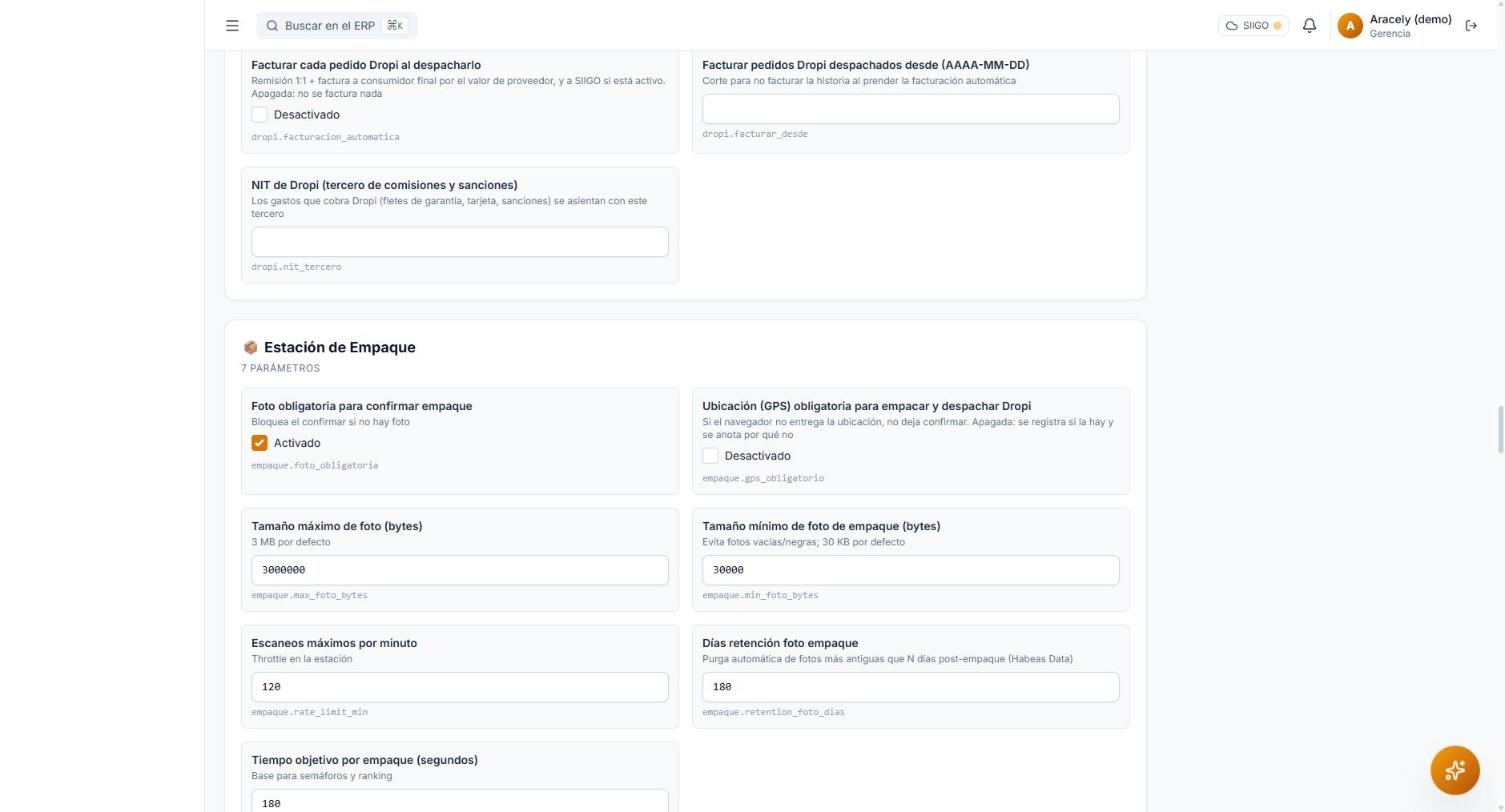 Buscar en el ERP ⌘K
SIIGO
A
Aracely (demo)
Gerencia
Facturar cada pedido Dropi al despacharlo
Remisión 1:1 + factura a consumidor final por el valor de proveedor, y a SIIGO si está activo.
Apagada: no se factura nada
Desactivado
dropi.facturacion_automatica
Facturar pedidos Dropi despachados desde (AAAA-MM-DD)
Corte para no facturar la historia al prender la facturación automática
dropi.facturar_desde
NIT de Dropi (tercero de comisiones y sanciones)
Los gastos que cobra Dropi (fletes de garantía, tarjeta, sanciones) se asientan con este
tercero
dropi.nit_tercero
Estación de Empaque
7 PARÁMETROS
Foto obligatoria para confirmar empaque
Bloquea el confirmar si no hay foto
Activado
empaque.foto_obligatoria
Ubicación (GPS) obligatoria para empacar y despachar Dropi
Si el navegador no entrega la ubicación, no deja confirmar. Apagada: se registra si la hay y
se anota por qué no
Desactivado
empaque.gps_obligatorio
Tamaño máximo de foto (bytes)
3 MB por defecto
3000000
empaque.max_foto_bytes
Tamaño mínimo de foto de empaque (bytes)
Evita fotos vacías/negras; 30 KB por defecto
30000
empaque.min_foto_bytes
Escaneos máximos por minuto
Throttle en la estación
120
empaque.rate_limit_min
Días retención foto empaque
Purga automática de fotos más antiguas que N días post-empaque (Habeas Data)
180
empaque.retention_foto_dias
Tiempo objetivo por empaque (segundos)
Base para semáforos y ranking
180